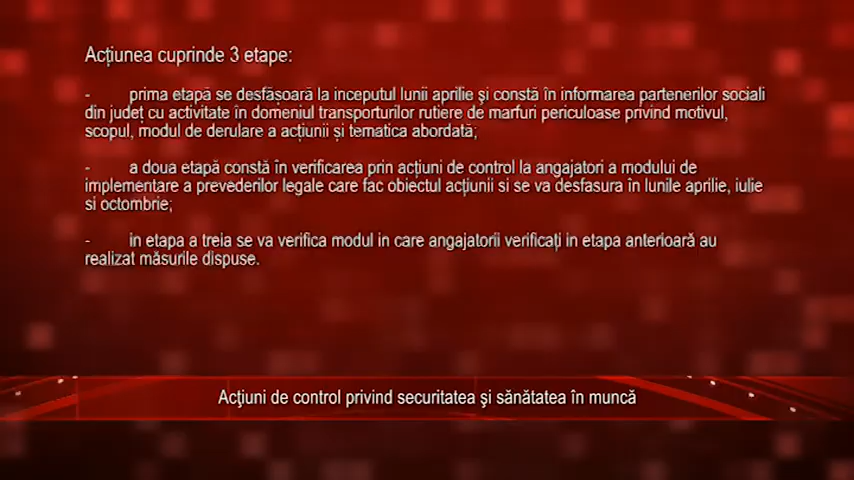 Acțiunea cuprinde 3 etape:
- prima etapă se desfășoară la inceputul lunii aprilie şi constă în informarea partenerilor sociali
din județ cu activitate în domeniul transporturilor rutiere de marfuri periculoase privind motivul,
scopul, modul de derulare a acțiunii și tematica abordată;
- a doua etapă constă în verificarea prin acțiuni de control la angajatori a modului de
implementare a prevederilor legale care fac obiectul acțiunii si se va desfasura în lunile aprilie, iulie
si octombrie;
- in etapa a treia se va verifica modul in care angajatorii verificați in etapa anterioară au
realizat măsurile dispuse.
Acţiuni de control privind securitatea şi sănătatea în muncă